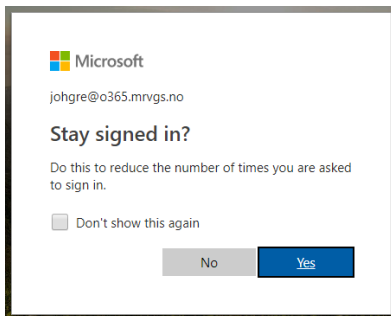 Microsoft
johgre@o365.mrvgs.no
Stay signed in?
Do this to reduce the number of times you are asked
to sign in.
Don't show this again
No
Yes